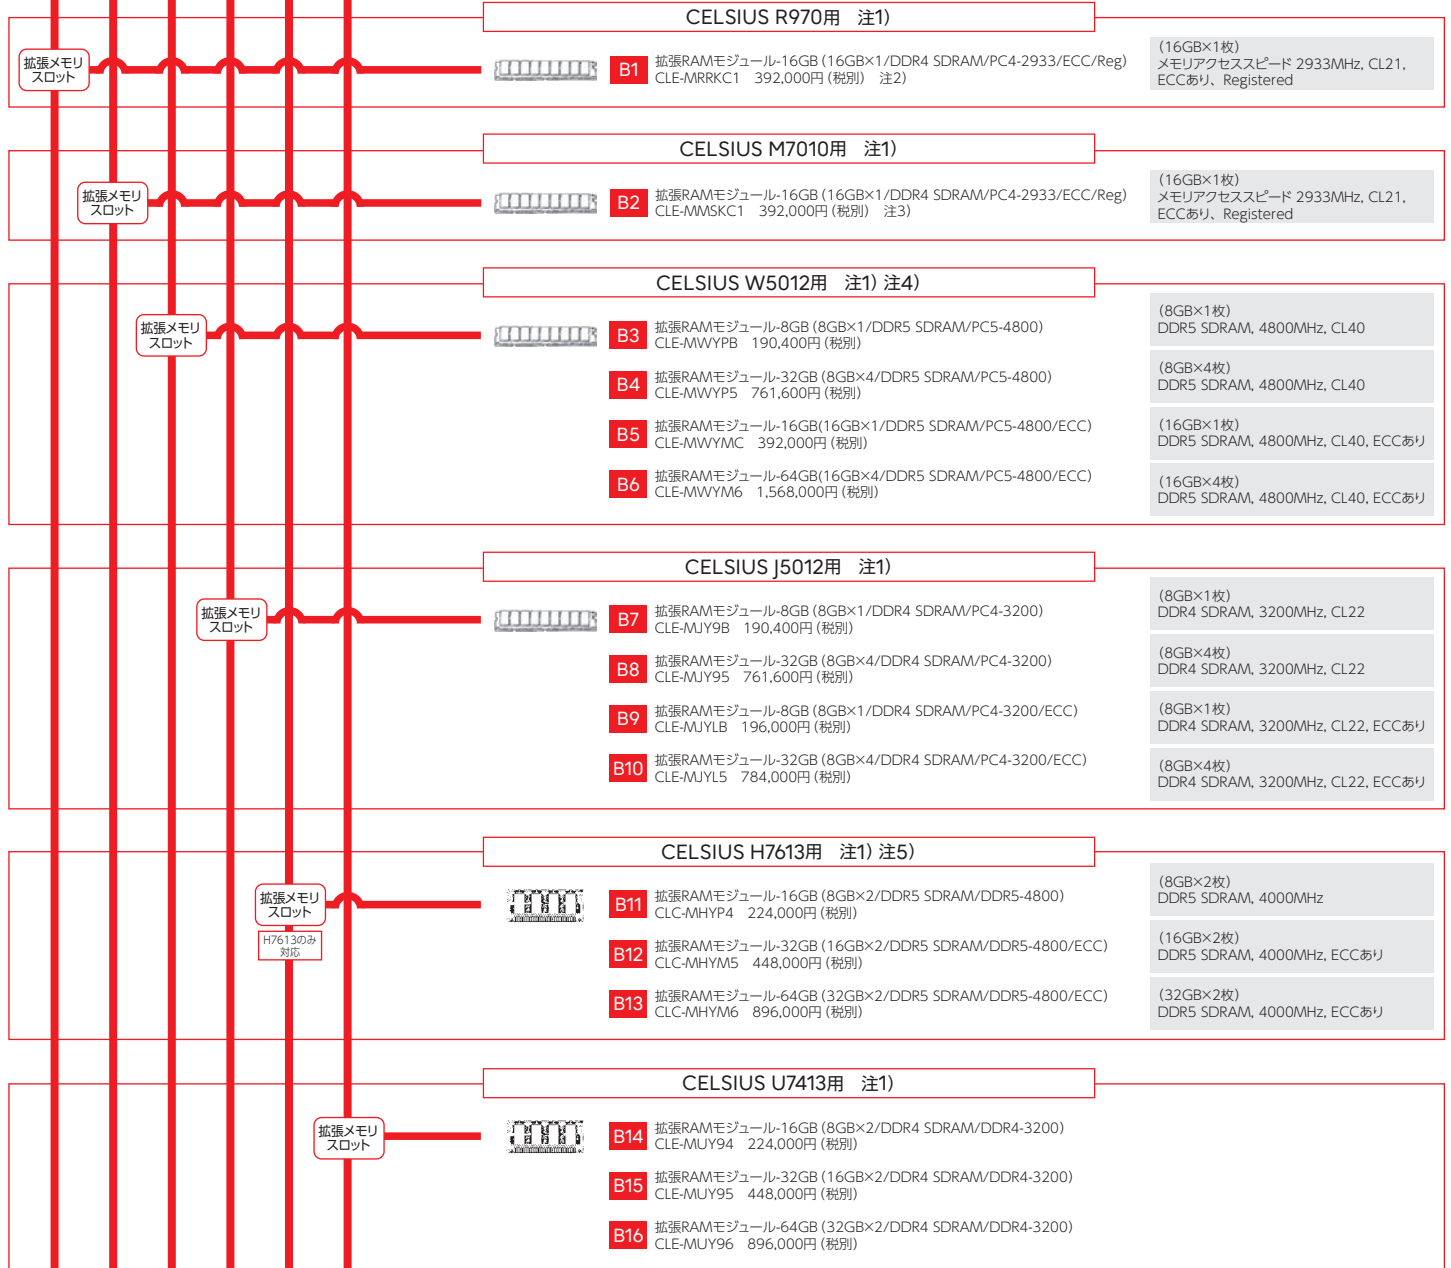 CELSIUS R970用　注1)
拡張メモリ
スロット
B1
拡張RAMモジュール-16GB (16GB×1/DDR4 SDRAM/PC4-2933/ECC/Reg)
CLE-MRRKC1　392,000円 (税別)　注2)
(16GB×1枚)
メモリアクセススピード 2933MHz, CL21,
ECCあり、Registered
CELSIUS M7010用　注1)
拡張メモリ
スロット
B2
拡張RAMモジュール-16GB (16GB×1/DDR4 SDRAM/PC4-2933/ECC/Reg)
CLE-MMSKC1　392,000円 (税別)　注3)
(16GB×1枚)
メモリアクセススピード 2933MHz, CL21,
ECCあり、Registered
CELSIUS W5012用　注1) 注4)
拡張メモリ
スロット
B3
拡張RAMモジュール-8GB (8GB×1/DDR5 SDRAM/PC5-4800)
CLE-MWYPB　190,400円 (税別)
(8GB×1枚)
DDR5 SDRAM, 4800MHz, CL40
B4
拡張RAMモジュール-32GB (8GB×4/DDR5 SDRAM/PC5-4800)
CLE-MWYP5　761,600円 (税別)
(8GB×4枚)
DDR5 SDRAM, 4800MHz, CL40
B5
拡張RAMモジュール-16GB(16GB×1/DDR5 SDRAM/PC5-4800/ECC)
CLE-MWYMC　392,000円 (税別)
(16GB×1枚)
DDR5 SDRAM, 4800MHz, CL40, ECCあり
B6
拡張RAMモジュール-64GB(16GB×4/DDR5 SDRAM/PC5-4800/ECC)
CLE-MWYM6　1,568,000円 (税別)
(16GB×4枚)
DDR5 SDRAM, 4800MHz, CL40, ECCあり
CELSIUS J5012用　注1)
拡張メモリ
スロット
B7
拡張RAMモジュール-8GB (8GB×1/DDR4 SDRAM/PC4-3200)
CLE-MJY9B　190,400円 (税別)
(8GB×1枚)
DDR4 SDRAM, 3200MHz, CL22
B8
拡張RAMモジュール-32GB (8GB×4/DDR4 SDRAM/PC4-3200)
CLE-MJY95　761,600円 (税別)
(8GB×4枚)
DDR4 SDRAM, 3200MHz, CL22
B9
拡張RAMモジュール-8GB (8GB×1/DDR4 SDRAM/PC4-3200/ECC)
CLE-MJYLB　196,000円 (税別)
(8GB×1枚)
DDR4 SDRAM, 3200MHz, CL22, ECCあり
B10
拡張RAMモジュール-32GB (8GB×4/DDR4 SDRAM/PC4-3200/ECC)
CLE-MJYL5　784,000円 (税別)
(8GB×4枚)
DDR4 SDRAM, 3200MHz, CL22, ECCあり
CELSIUS H7613用　注1) 注5)
拡張メモリ
スロット
H7613のみ
対応
B11
拡張RAMモジュール-16GB (8GB×2/DDR5 SDRAM/DDR5-4800)
CLC-MHYP4　224,000円 (税別)
(8GB×2枚)
DDR5 SDRAM, 4000MHz
B12
拡張RAMモジュール-32GB (16GB×2/DDR5 SDRAM/DDR5-4800/ECC)
CLC-MHYM5　448,000円 (税別)
(16GB×2枚)
DDR5 SDRAM, 4000MHz, ECCあり
B13
拡張RAMモジュール-64GB (32GB×2/DDR5 SDRAM/DDR5-4800/ECC)
CLC-MHYM6　896,000円 (税別)
(32GB×2枚)
DDR5 SDRAM, 4000MHz, ECCあり
CELSIUS U7413用　注1)
拡張メモリ
スロット
B14
拡張RAMモジュール-16GB (8GB×2/DDR4 SDRAM/DDR4-3200)
CLE-MUY94　224,000円 (税別)
B15
拡張RAMモジュール-32GB (16GB×2/DDR4 SDRAM/DDR4-3200)
CLE-MUY95　448,000円 (税別)
B16
拡張RAMモジュール-64GB (32GB×2/DDR4 SDRAM/DDR4-3200)
CLE-MUY96　896,000円 (税別)